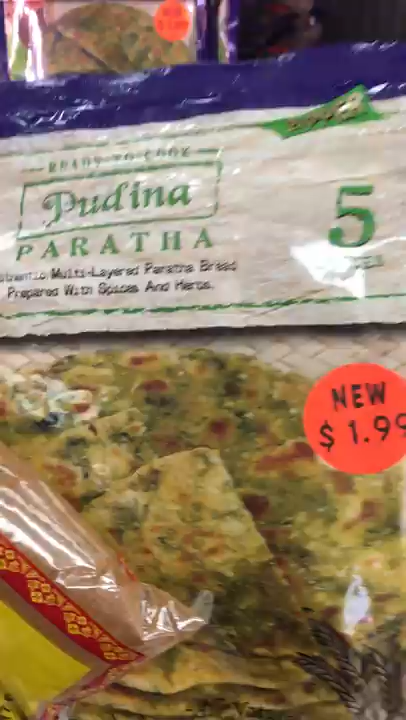 READY TO COOK
Pudina
PARATHA
5
Authentic Multi-Layered Paratha Bread
Prepared With Spices And Herbs.
NEW
$ 1.99